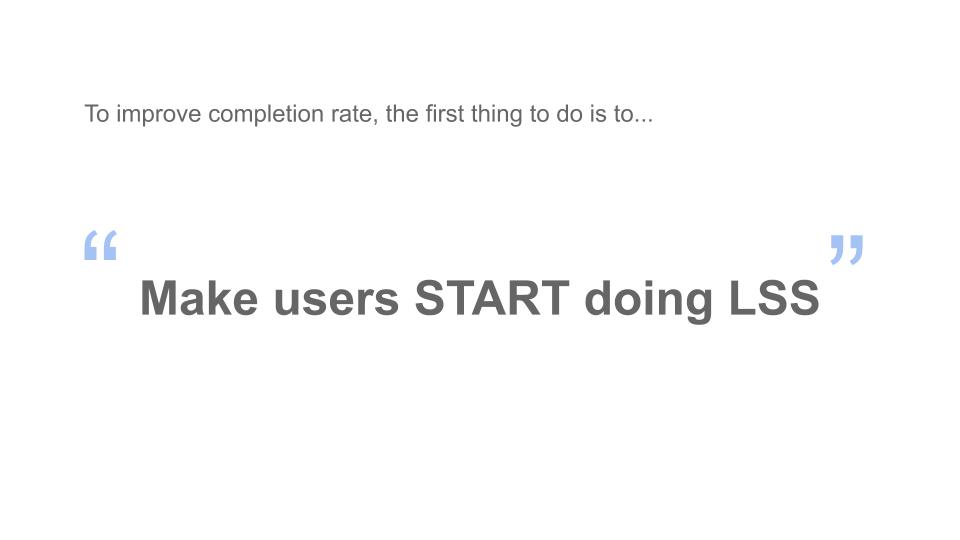 To improve completion rate, the first thing to do is to...
“ Make users START doing LSS ”